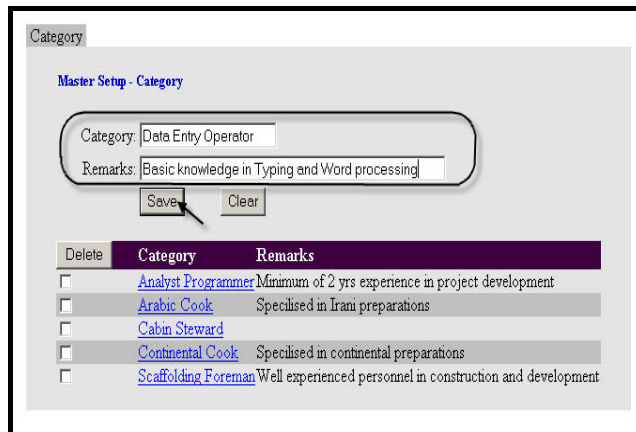 Category
Master Setup - Category
Category: Data Entry Operator
Remarks: Basic knowledge in Typing and Word processing
Save Clear
Delete Category Remarks
Analyst Programmer Minimum of 2 yrs experience in project development
Arabic Cook Specilised in Irani preparations
Cabin Steward
Continental Cook Specilised in continental preparations
Scaffolding Foreman Well experienced personnel in construction and development